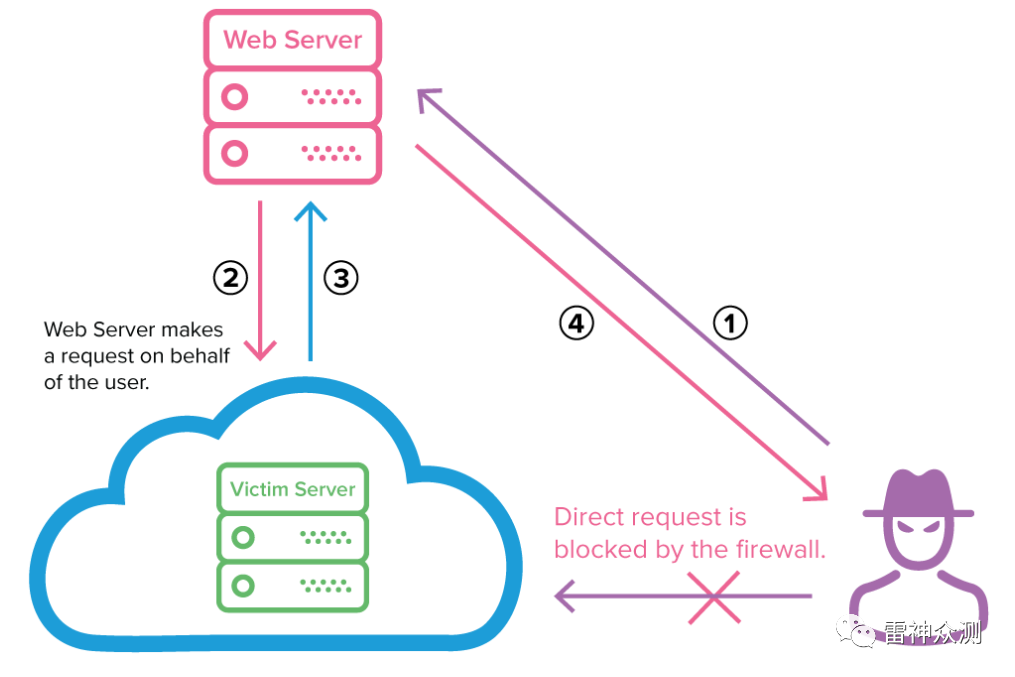 Web Server
②
③
Web Server makes
a request on behalf
of the user.
④
①
Victim Server
Direct request is
blocked by the firewall.
雷神众测